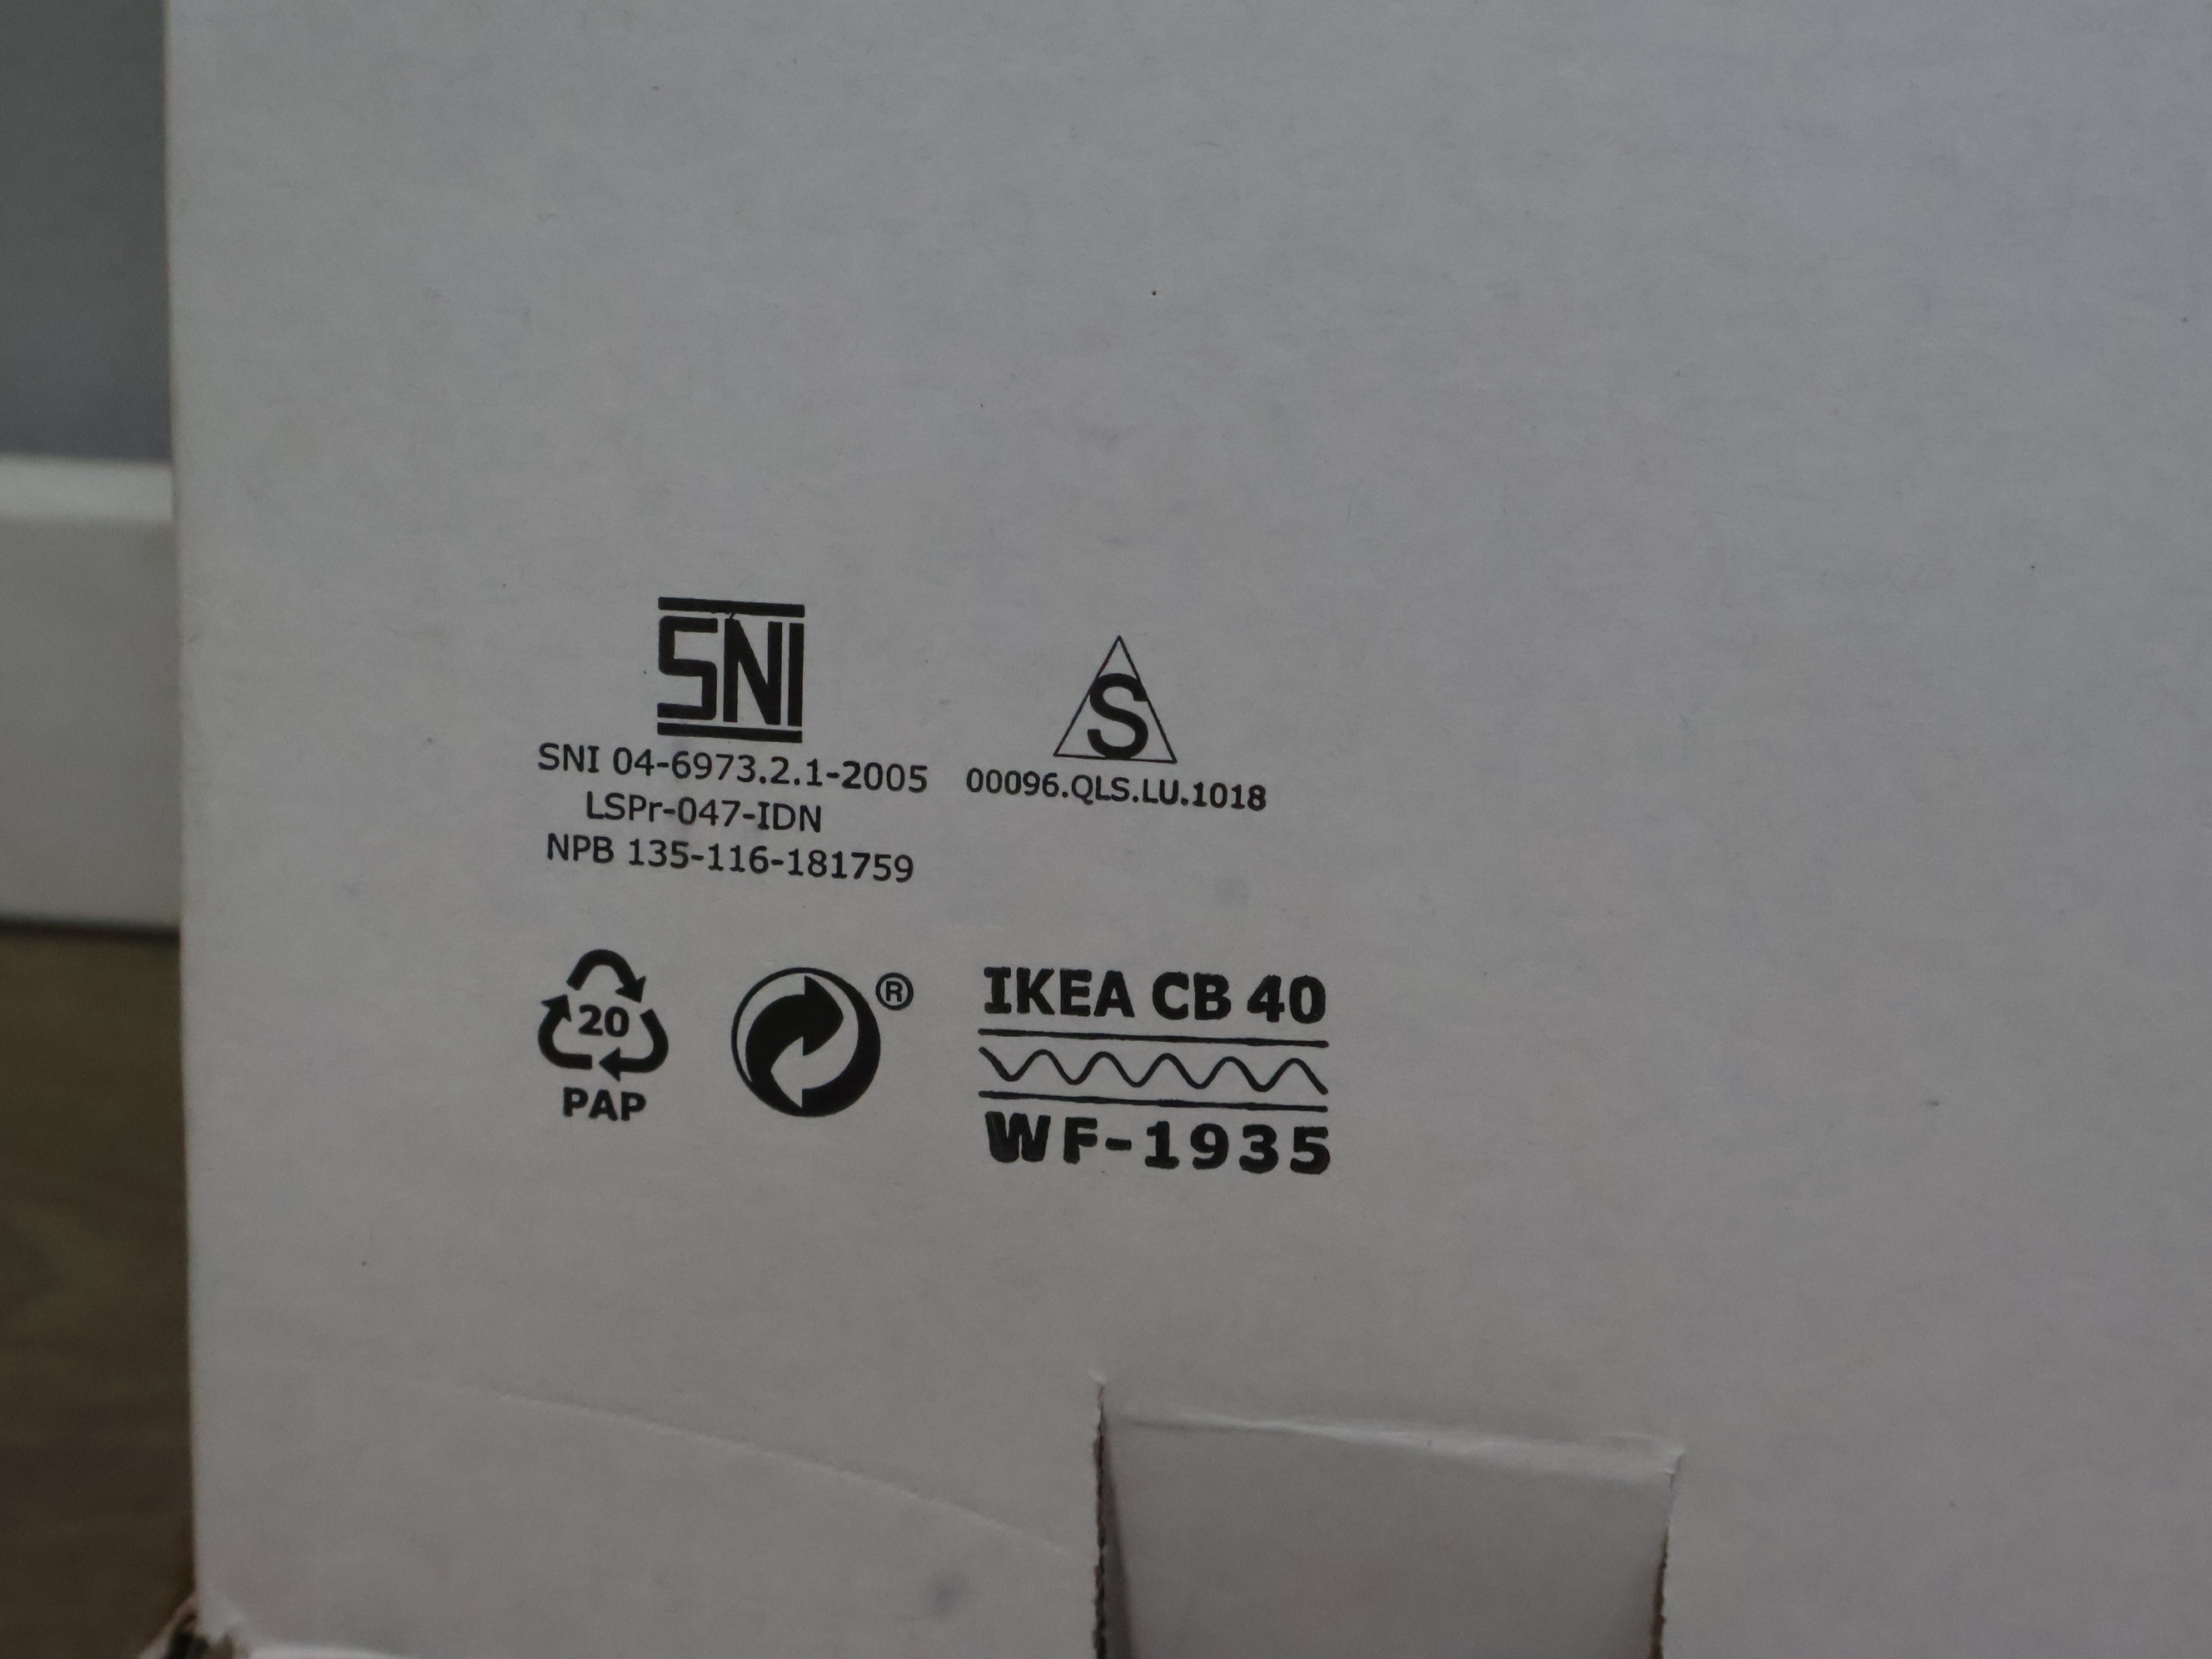 SNI
SNI 04-6973.2.1-2005
LSPr-047-IDN
NPB 135-116-181759
S
00096.QLS.LU.1018
20
PAP
®
IKEA CB 40
WF-1935